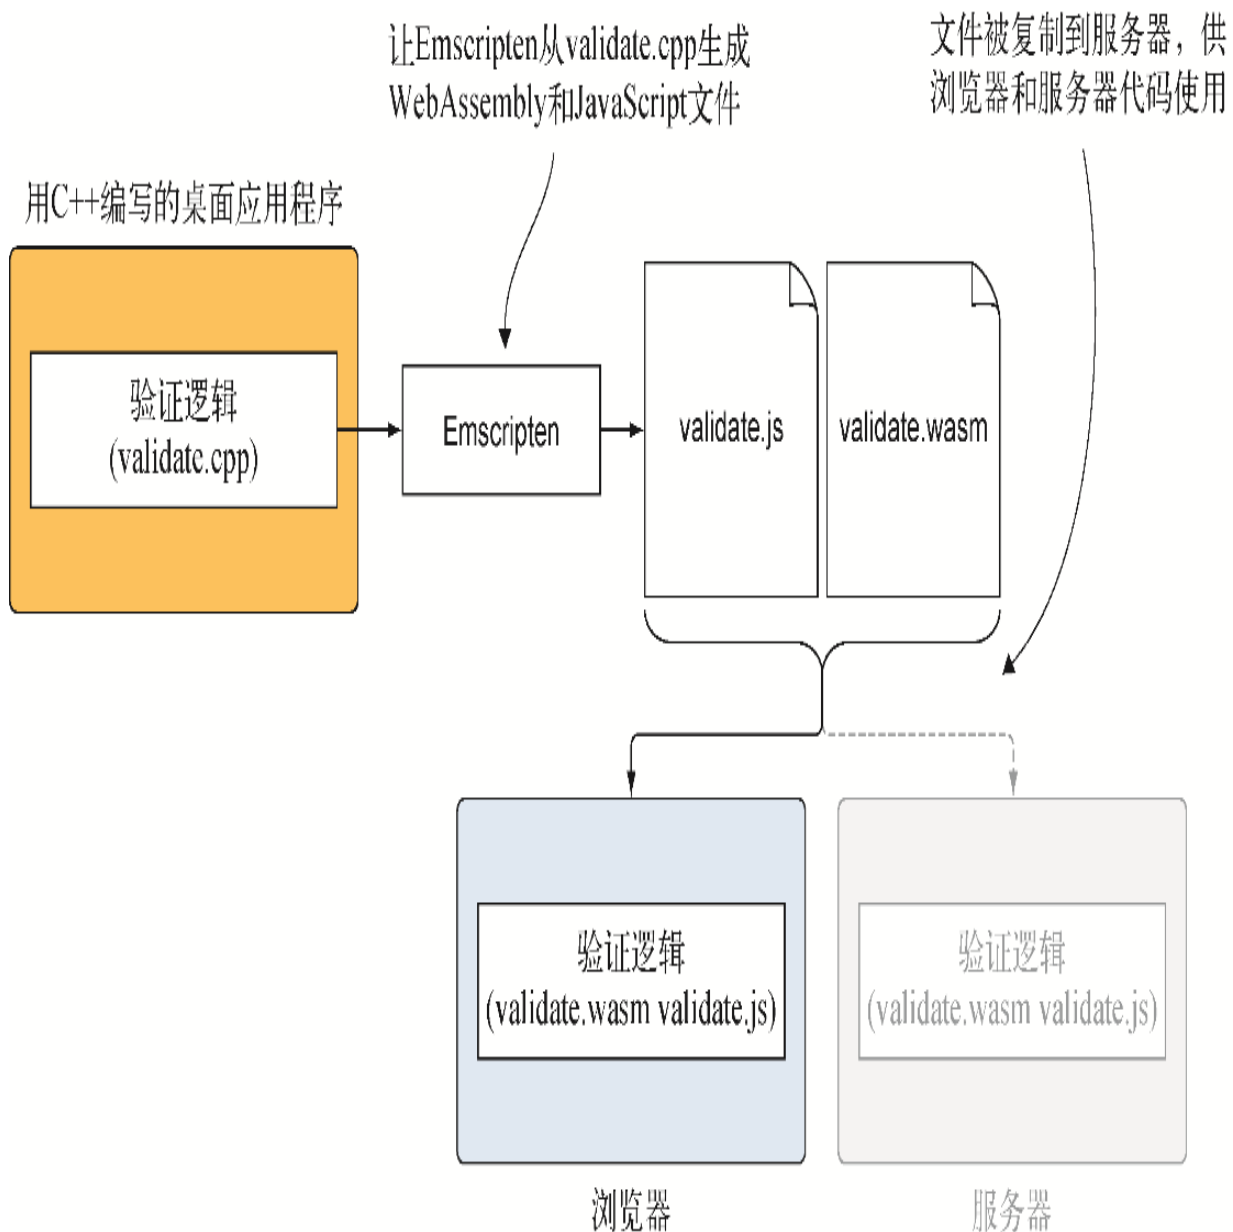 让Emscripten从validate.cpp生成
WebAssembly和JavaScript文件
文件被复制到服务器，供
浏览器和服务器代码使用
用C++编写的桌面应用程序
验证逻辑
(validate.cpp)
Emscripten
validate.js
validate.wasm
验证逻辑
(validate.wasm validate.js)
验证逻辑
(validate.wasm validate.js)
浏览器
服务器